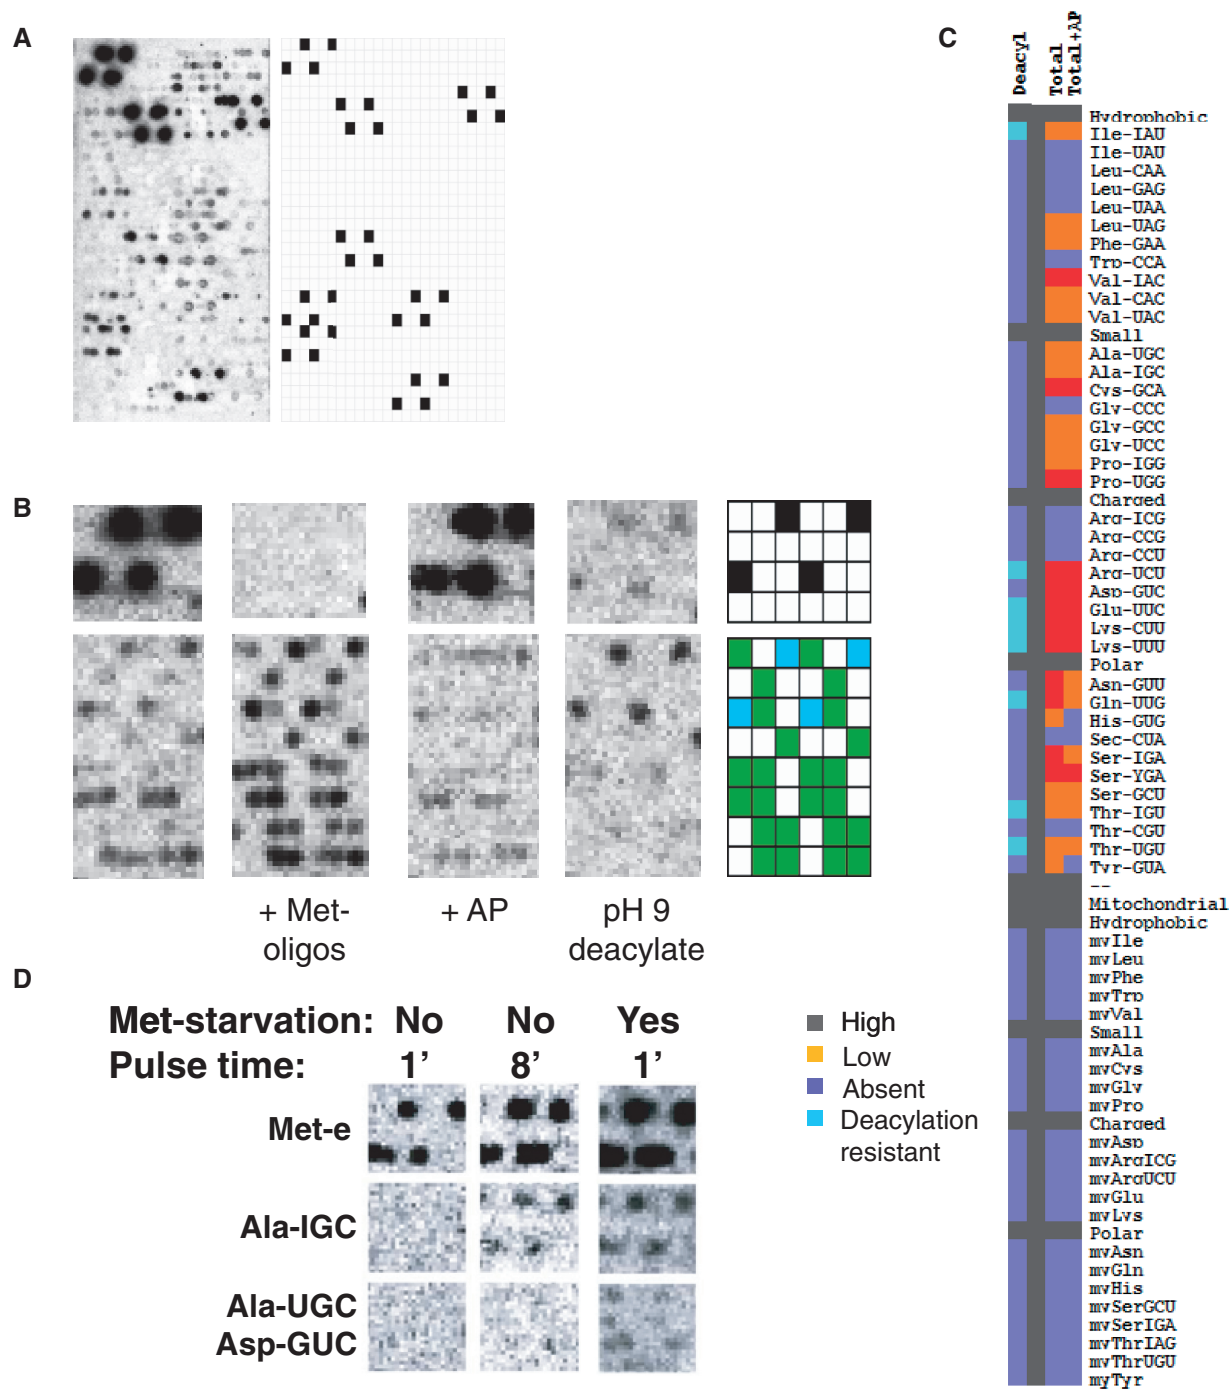 A
B
+ Met-
oligos
+ AP
pH 9
deacylate
C
Deacyl
Total
Total+AP
Hydrophobic
Ile-IAU
Ile-UAU
Leu-CAA
Leu-GAG
Leu-UAA
Leu-UAG
Phe-GAA
Trp-CCA
Val-IAC
Val-CAC
Val-UAC
Small
Ala-UGC
Ala-IGC
Cys-GCA
Gly-CCC
Gly-GCC
Gly-UCC
Pro-IGG
Pro-UGG
Charged
Arg-ICG
Arg-CCG
Arg-CCU
Arg-UCU
Asp-GUC
Glu-UUC
Lys-CUU
Lys-UUU
Polar
Asn-GUU
Gln-UUG
His-GUG
Sec-CUA
Ser-IGA
Ser-YGA
Ser-GCU
Thr-IGU
Thr-CGU
Thr-UGU
Tyr-GUA
--
Mitochondrial
Hydrophobic
myIle
myLeu
myPhe
myTrp
myVal
Small
myAla
myCys
myGly
myPro
Charged
myAsp
myArgICG
myArgUCU
myGlu
myLys
Polar
myAsn
myGln
myHis
mySerGCU
mySerIGA
myThrIAG
myThrUGU
myTyr
High
Low
Absent
Deacylation
resistant
D
Met-starvation: No No Yes
Pulse time: 1’ 8’ 1’
Met-e
Ala-IGC
Ala-UGC
Asp-GUC